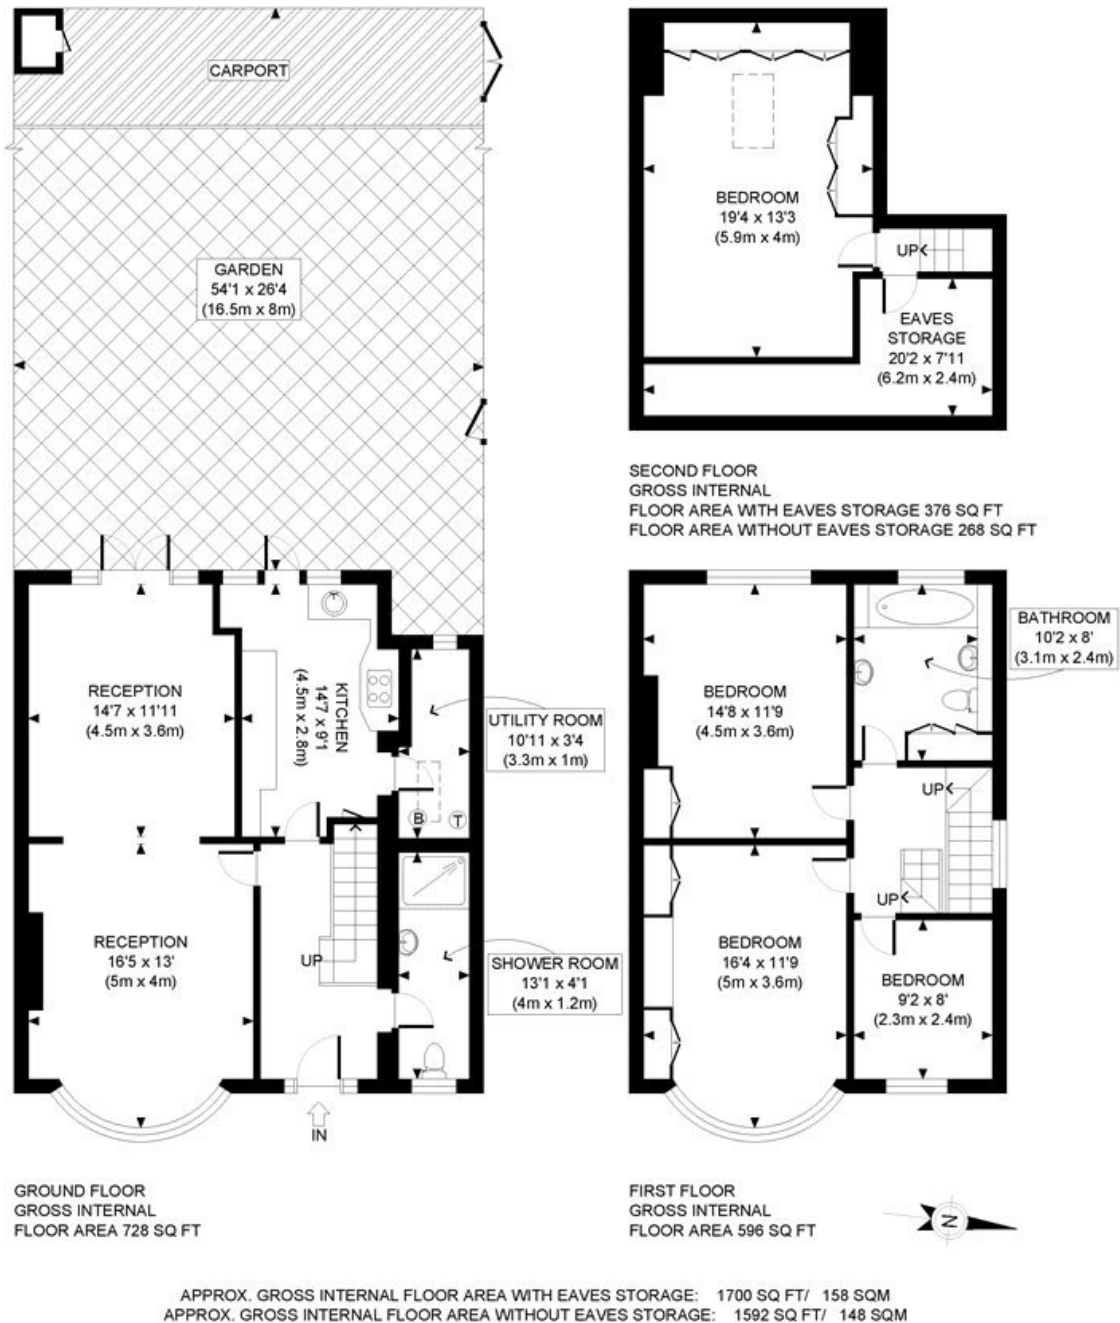 CARPORT
GARDEN
54'1 x 26'4
(16.5m x 8m)
BEDROOM
19'4 x 13'3
(5.9m x 4m)
UP
EAVES
STORAGE
20'2 x 7'11
(6.2m x 2.4m)
SECOND FLOOR
GROSS INTERNAL
FLOOR AREA WITH EAVES STORAGE 376 SQ FT
FLOOR AREA WITHOUT EAVES STORAGE 268 SQ FT
RECEPTION
14'7 x 11'11
(4.5m x 3.6m)
KITCHEN
14'7 x 9'1
(4.5m x 2.8m)
UTILITY ROOM
10'11 x 3'4
(3.3m x 1m)
B
T
RECEPTION
16'5 x 13'
(5m x 4m)
UP
SHOWER ROOM
13'1 x 4'1
(4m x 1.2m)
IN
GROUND FLOOR
GROSS INTERNAL
FLOOR AREA 728 SQ FT
BATHROOM
10'2 x 8'
(3.1m x 2.4m)
BEDROOM
14'8 x 11'9
(4.5m x 3.6m)
UP
UP
BEDROOM
16'4 x 11'9
(5m x 3.6m)
BEDROOM
9'2 x 8'
(2.3m x 2.4m)
FIRST FLOOR
GROSS INTERNAL
FLOOR AREA 596 SQ FT
N
APPROX. GROSS INTERNAL FLOOR AREA WITH EAVES STORAGE: 1700 SQ FT/ 158 SQM
APPROX. GROSS INTERNAL FLOOR AREA WITHOUT EAVES STORAGE: 1592 SQ FT/ 148 SQM